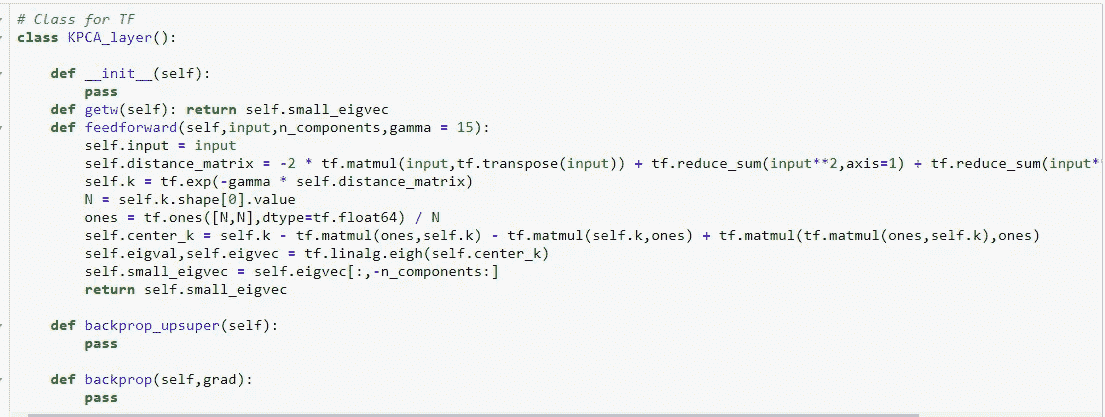 # Class for TF
class KPCA_layer():
def __init__(self):
pass
def getw(self): return self.small_eigvec
def feedforward(self,input,n_components,gamma = 15):
self.input = input
self.distance_matrix = -2 * tf.matmul(input,tf.transpose(input)) + tf.reduce_sum(input**2,axis=1) + tf.reduce_sum(input**
self.k = tf.exp(-gamma * self.distance_matrix)
N = self.k.shape[0].value
ones = tf.ones([N,N],dtype=tf.float64) / N
self.center_k = self.k - tf.matmul(ones,self.k) - tf.matmul(self.k,ones) + tf.matmul(tf.matmul(ones,self.k),ones)
self.eigval,self.eigvec = tf.linalg.eigh(self.center_k)
self.small_eigvec = self.eigvec[:,-n_components:]
return self.small_eigvec
def backprop_upsuper(self):
pass
def backprop(self,grad):
pass